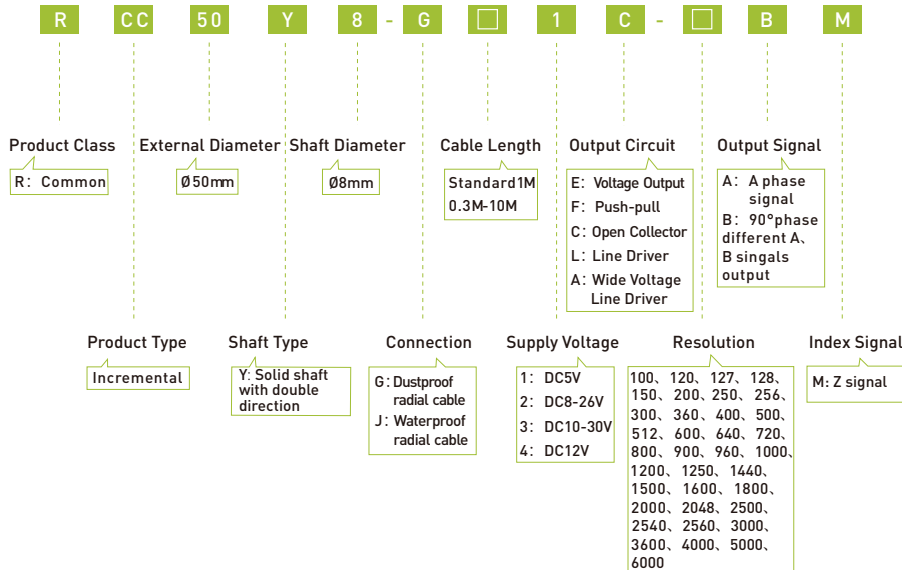 R CC 50 Y 8 - G □ 1 C - □ B M
Product Class
R: Common
External Diameter
Ø50mm
Shaft Diameter
Ø8mm
Cable Length
Standard1M
0.3M-10M
Output Circuit
E: Voltage Output
F: Push-pull
C: Open Collector
L: Line Driver
A: Wide Voltage
Line Driver
Output Signal
A: A phase
signal
B: 90°phase
different A、
B singals
output
Product Type
Incremental
Shaft Type
Y: Solid shaft
with double
direction
Connection
G: Dustproof
radial cable
J: Waterproof
radial cable
Supply Voltage
1: DC5V
2: DC8-26V
3: DC10-30V
4: DC12V
Resolution
100、120、127、128、
150、200、250、256、
300、360、400、500、
512、600、640、720、
800、900、960、1000、
1200、1250、1440、
1500、1600、1800、
2000、2048、2500、
2540、2560、3000、
3600、4000、5000、
6000
Index Signal
M: Z signal